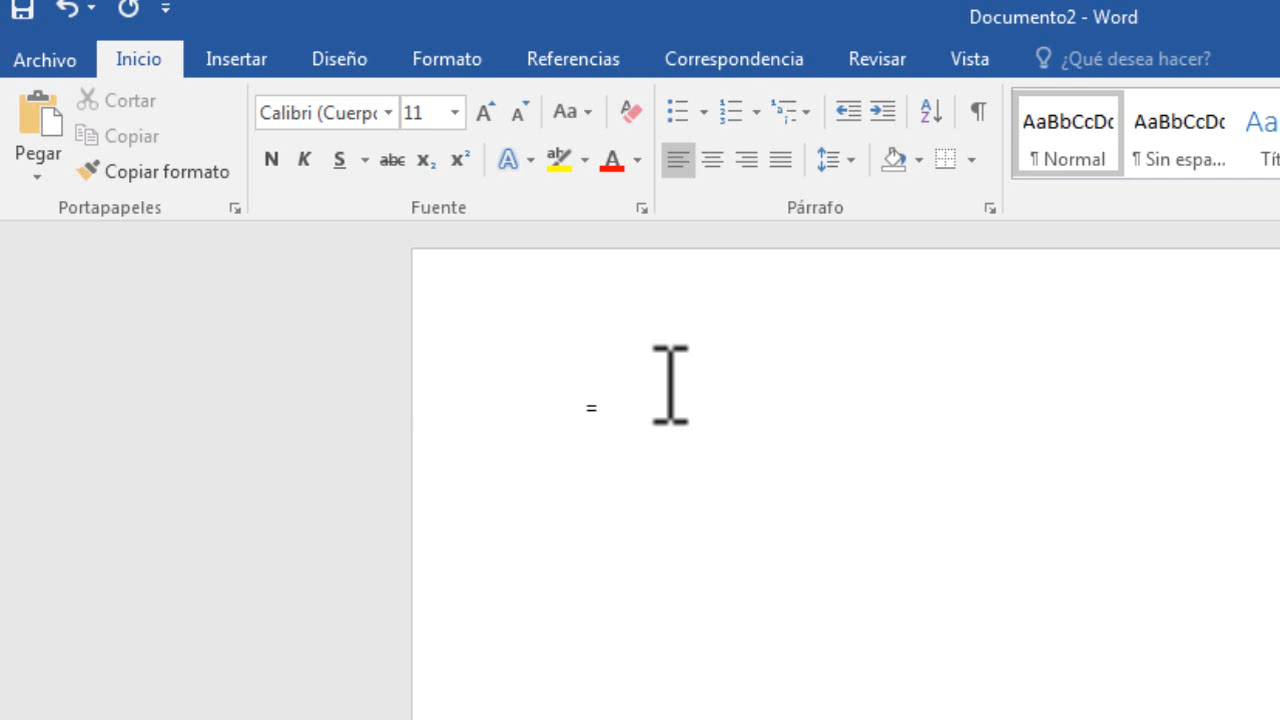 Documento2 - Word
Archivo Inicio Insertar Diseño Formato Referencias Correspondencia Revisar Vista ¿Qué desea hacer?
Pegar
Cortar
Copiar
Copiar formato
Portapapeles
Calibri (Cuerpo 11 Aa
N K S abc x₂ x² A ab A
Fuente
A Z ¶
Párrafo
AaBbCcDc AaBbCcDc Aa
¶ Normal ¶ Sin espa... Tít
=